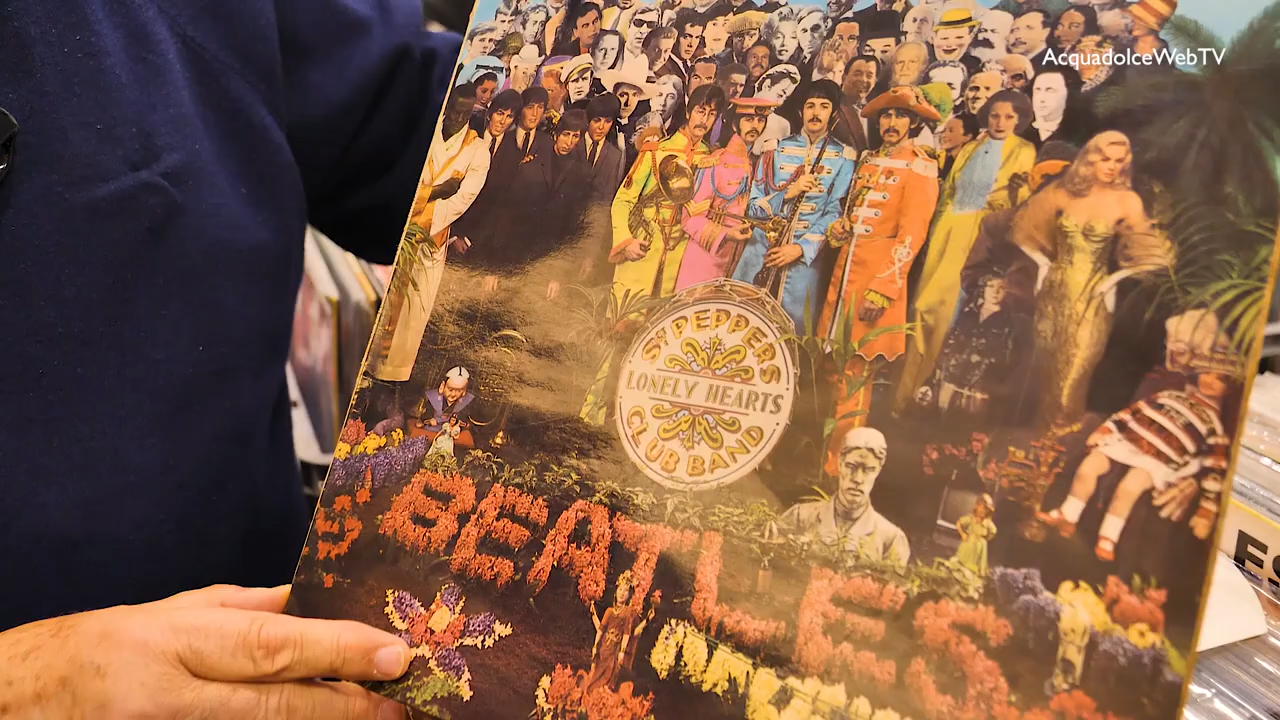 AcquadolceWebTV
SGT PEPPERS
LONELY HEARTS
CLUB BAND
BEATLES